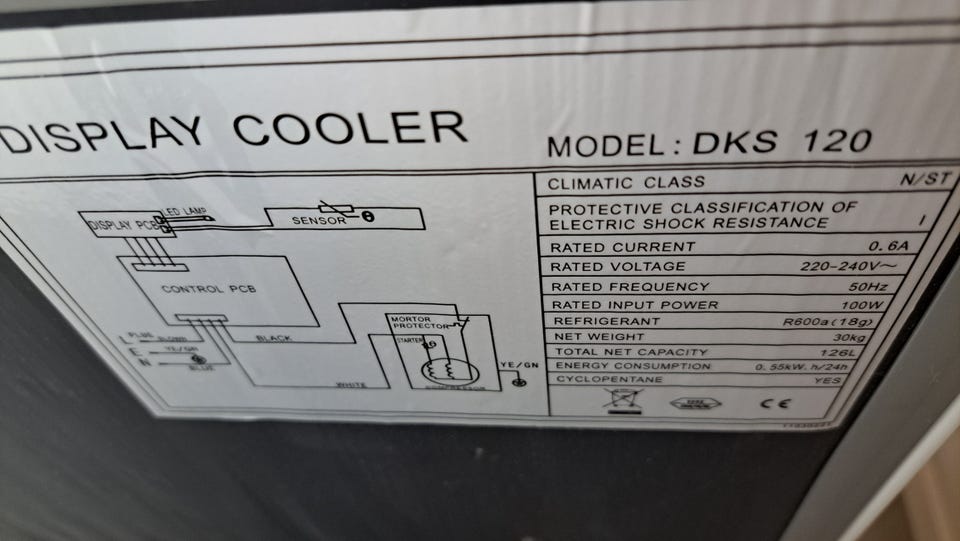 DISPLAY COOLER
MODEL: DKS 120
DISPLAY PCB
LED LAMP
SENSOR
CONTROL PCB
L
E YE/GN
N
BLUE
BLACK
WHITE
MORTOR
PROTECTOR
STARTER
YE/GN
CLIMATIC CLASS N/ST
PROTECTIVE CLASSIFICATION OF
ELECTRIC SHOCK RESISTANCE I
RATED CURRENT 0.6A
RATED VOLTAGE 220-240V~
RATED FREQUENCY 50Hz
RATED INPUT POWER 100W
REFRIGERANT R600a(18g)
NET WEIGHT 30kg
TOTAL NET CAPACITY 126L
ENERGY CONSUMPTION 0.55kW.h/24h
CYCLOPENTANE YES
CE